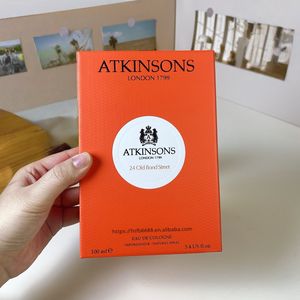 ATKINSONS
LONDON 1799
ATKINSONS
LONDON 1799
24 Old Bond Street
EAU DE COLOGNE
100 ml ℮ 3.4 US fl.oz